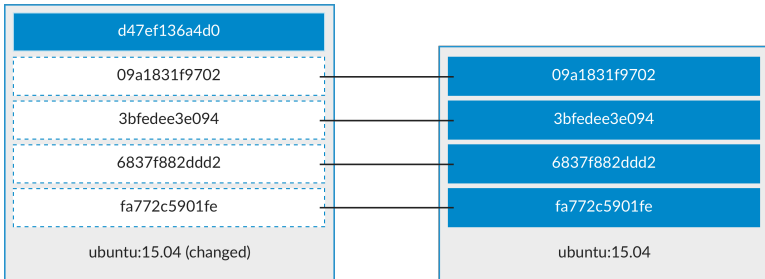 d47ef136a4d0
09a1831f9702
3bfedee3e094
6837f882ddd2
fa772c5901fe
ubuntu:15.04 (changed)
09a1831f9702
3bfedee3e094
6837f882ddd2
fa772c5901fe
ubuntu:15.04